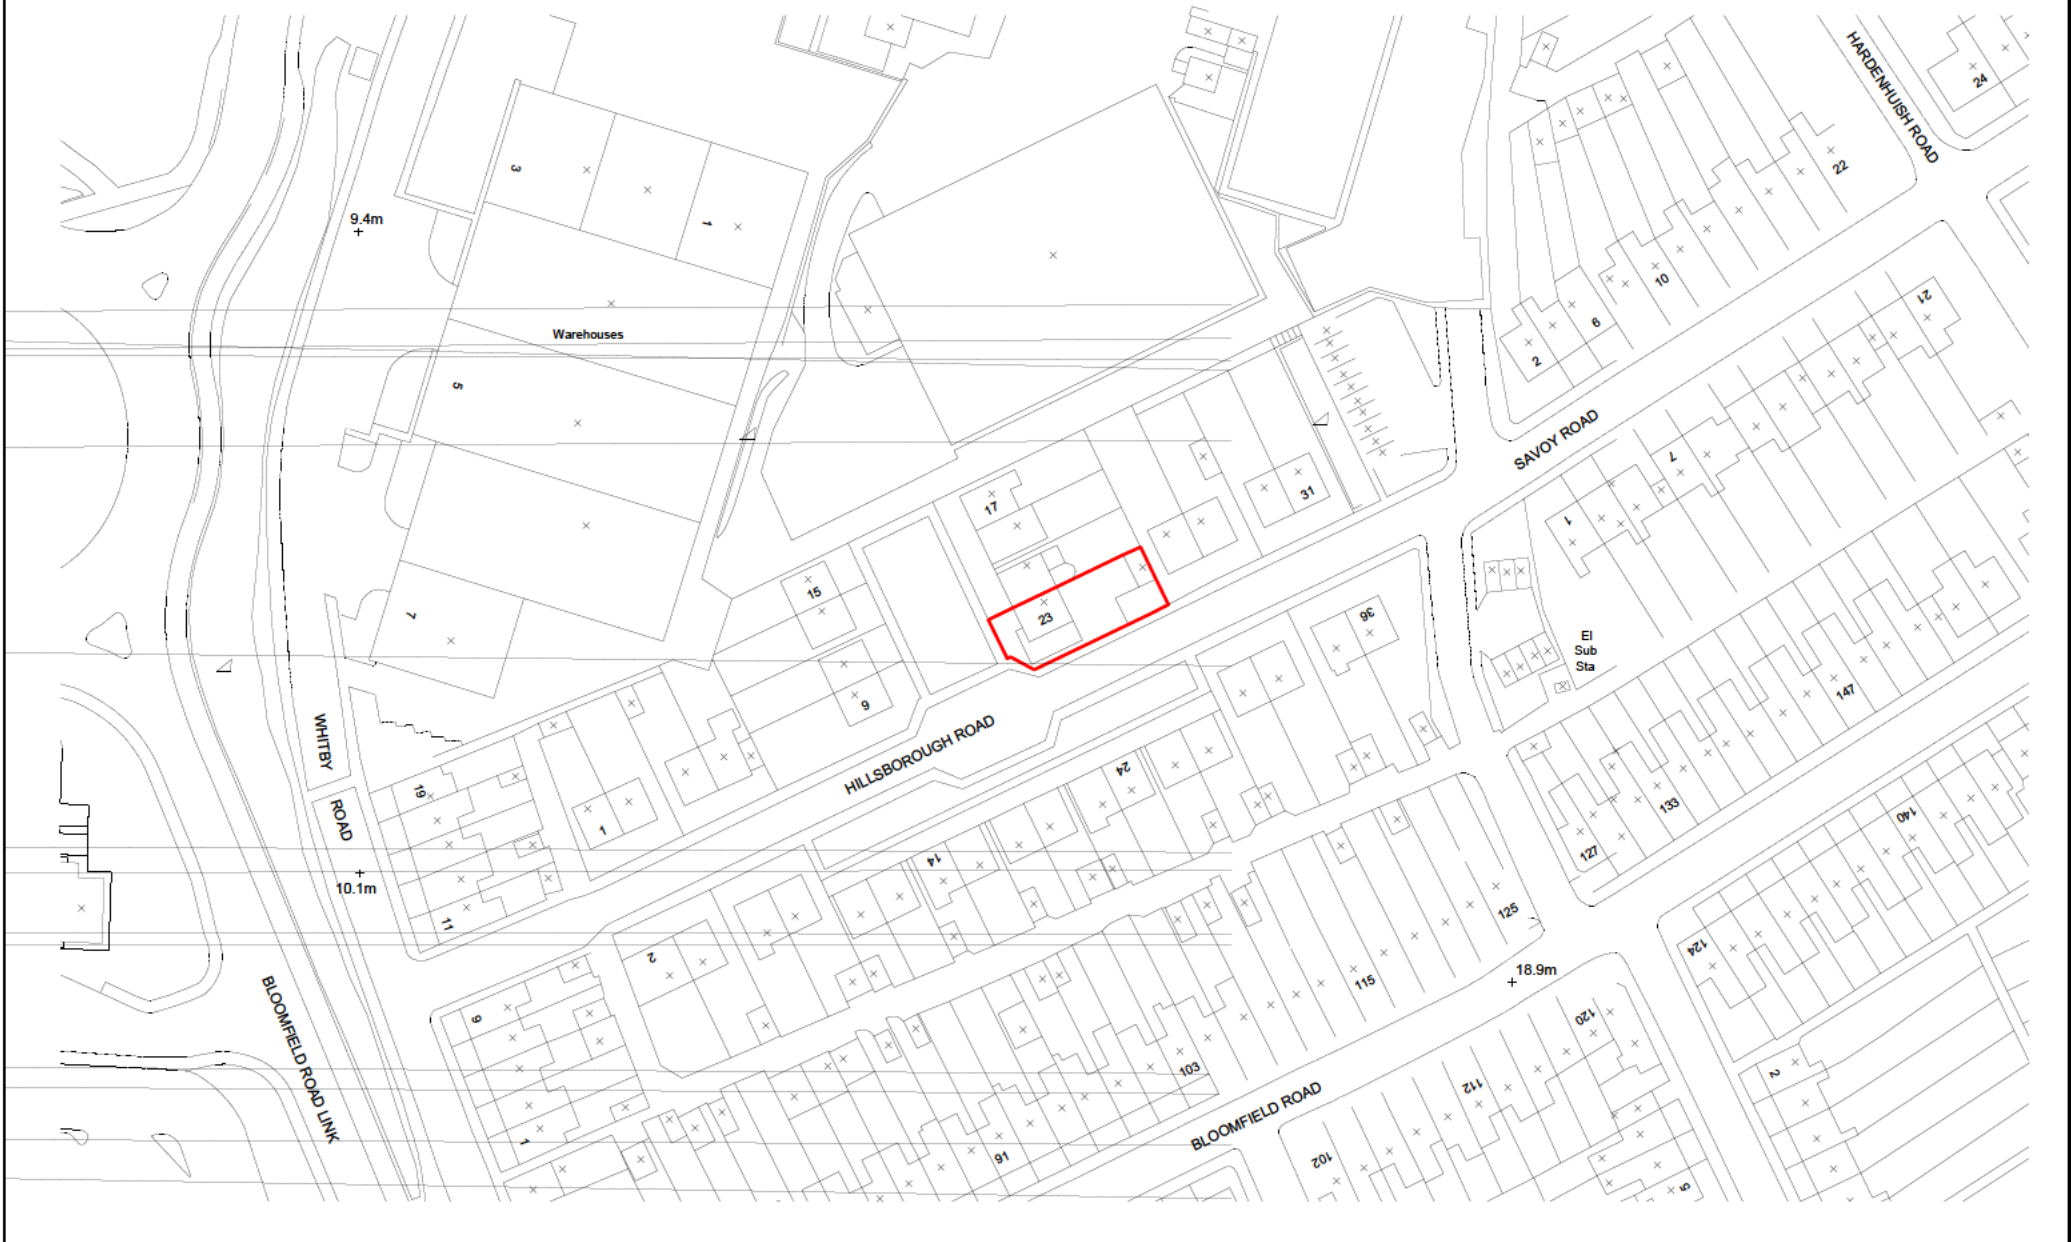 HARDENHUISH ROAD
24
22
3
1
9.4m
10
21
6
2
Warehouses
5
SAVOY ROAD
7
31
17
1
15
7
23
36
El
Sub
Sta
147
9
WHITBY
HILLSBOROUGH ROAD
24
19
133
140
ROAD
1
14
127
10.1m
125
11
124
2
18.9m
115
BLOOMFIELD ROAD LINK
9
120
103
2
112
BLOOMFIELD ROAD
1
91
102
5